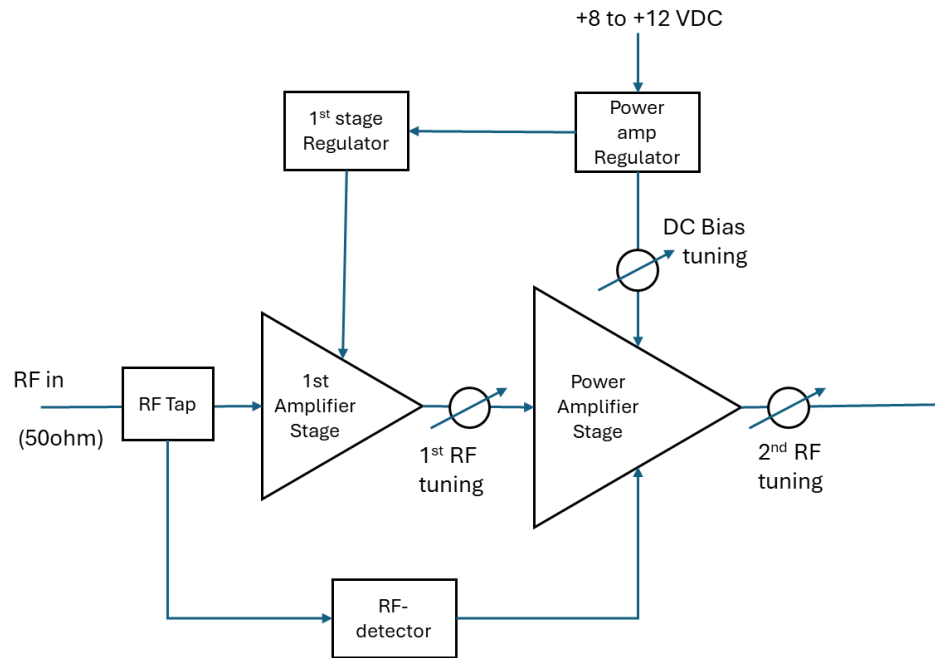 +8 to +12 VDC
1st stage
Regulator
Power
amp
Regulator
DC Bias
tuning
RF in
(50ohm)
RF Tap
1st
Amplifier
Stage
1st RF
tuning
Power
Amplifier
Stage
2nd RF
tuning
RF-
detector